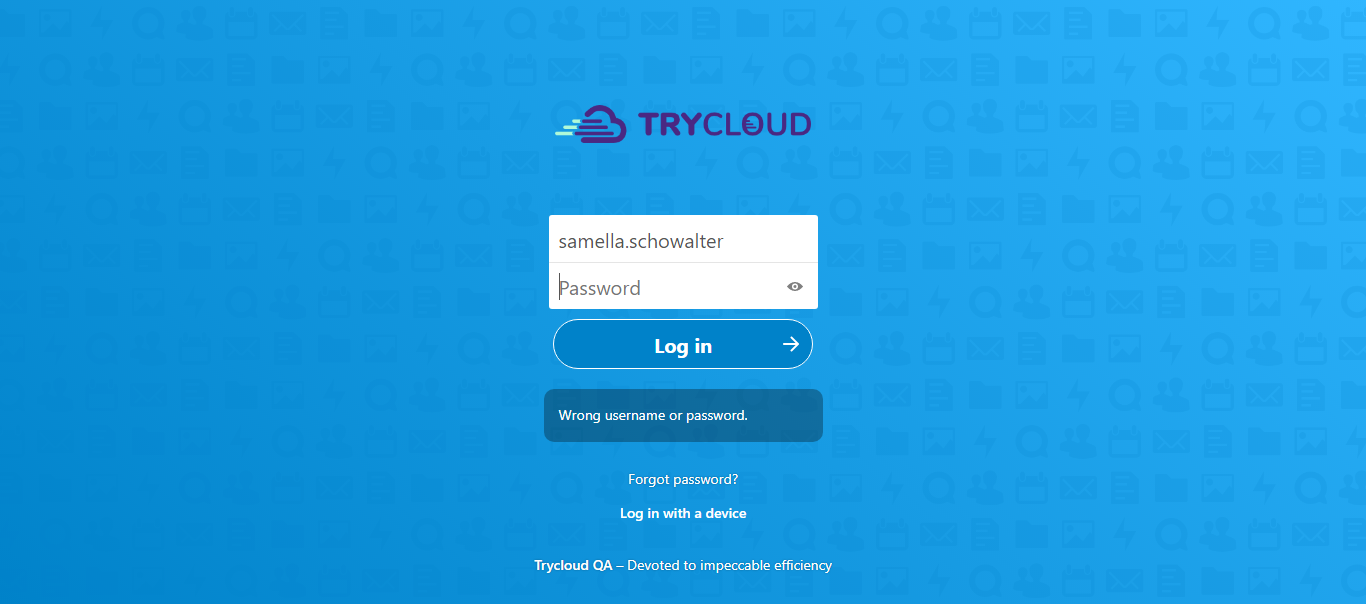 TRYCLOUD
samella.schowalter
Password
Log in
Wrong username or password.
Forgot password?
Log in with a device
Trycloud QA – Devoted to impeccable efficiency